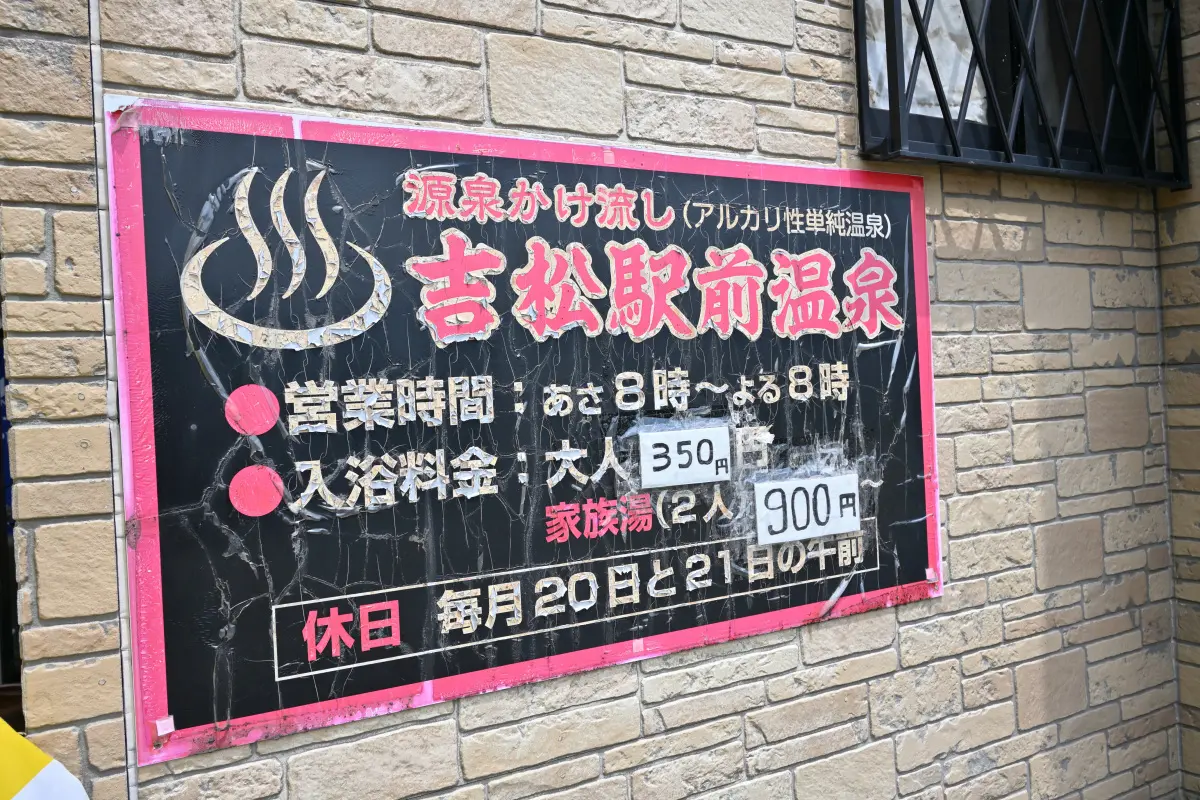 源泉かけ流し（アルカリ性単純温泉）
吉松駅前温泉
●営業時間：あさ8時～よる8時
●入浴料金：大人 350円
家族湯（2人 900円
休日 毎月20日と21日の午前